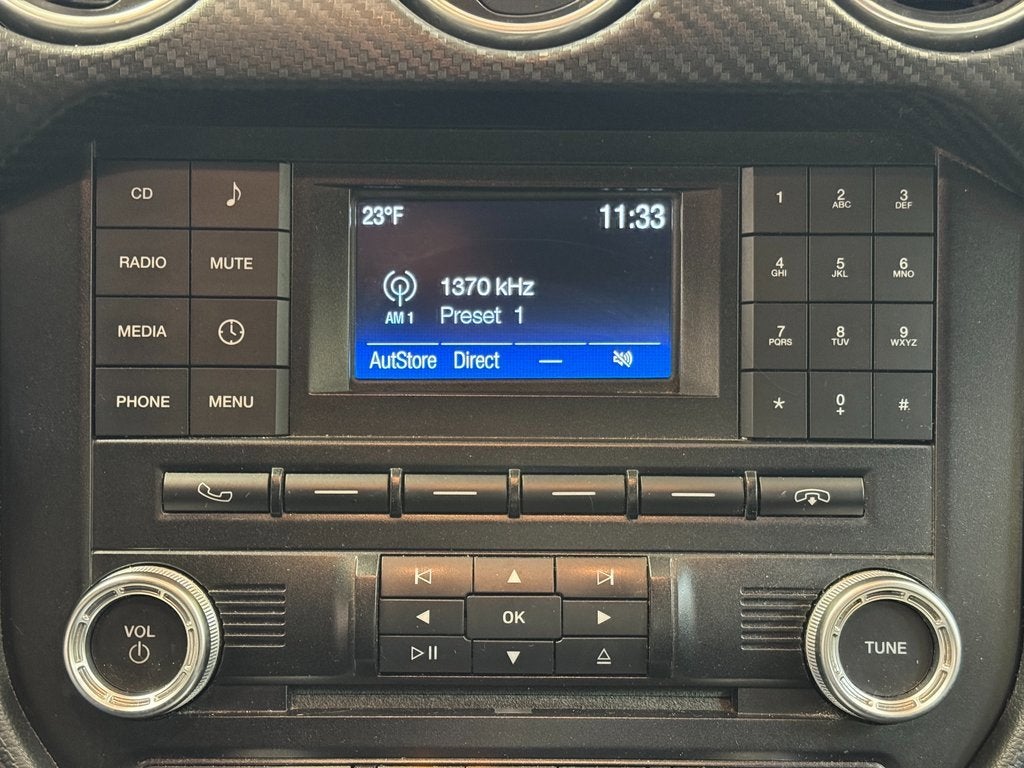 CD
RADIO
MUTE
MEDIA
PHONE
MENU
23°F
11:33
1370 kHz
AM 1
Preset 1
AutStore
Direct
1
2
ABC
3
DEF
4
GHI
5
JKL
6
MNO
7
PQRS
8
TUV
9
WXYZ
*
0
+
#
OK
VOL
TUNE